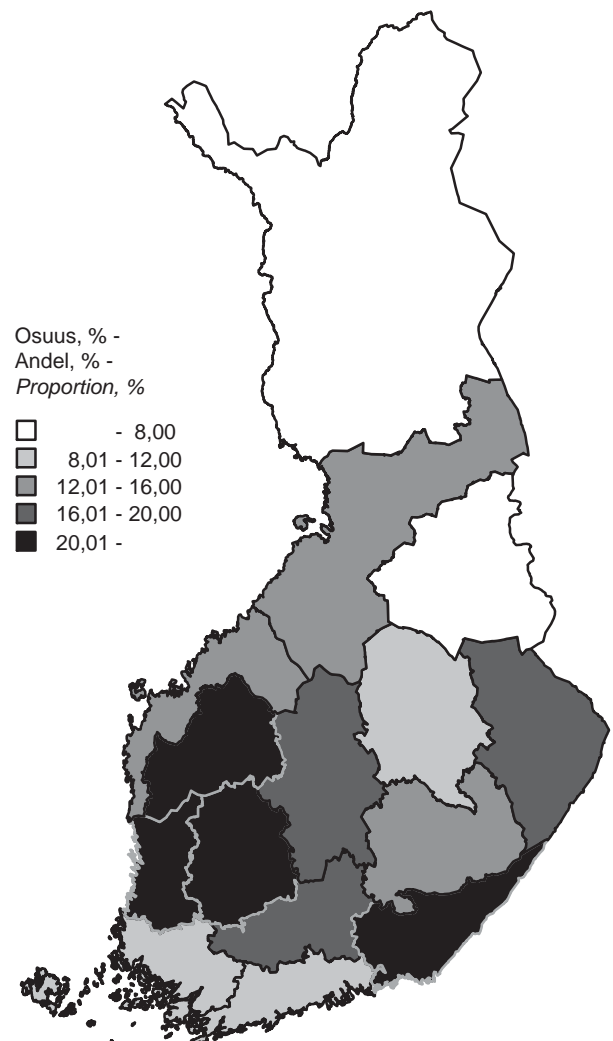 Osuus, % -
Andel, % -
Proportion, %
- 8,00
8,01 - 12,00
12,01 - 16,00
16,01 - 20,00
20,01 -